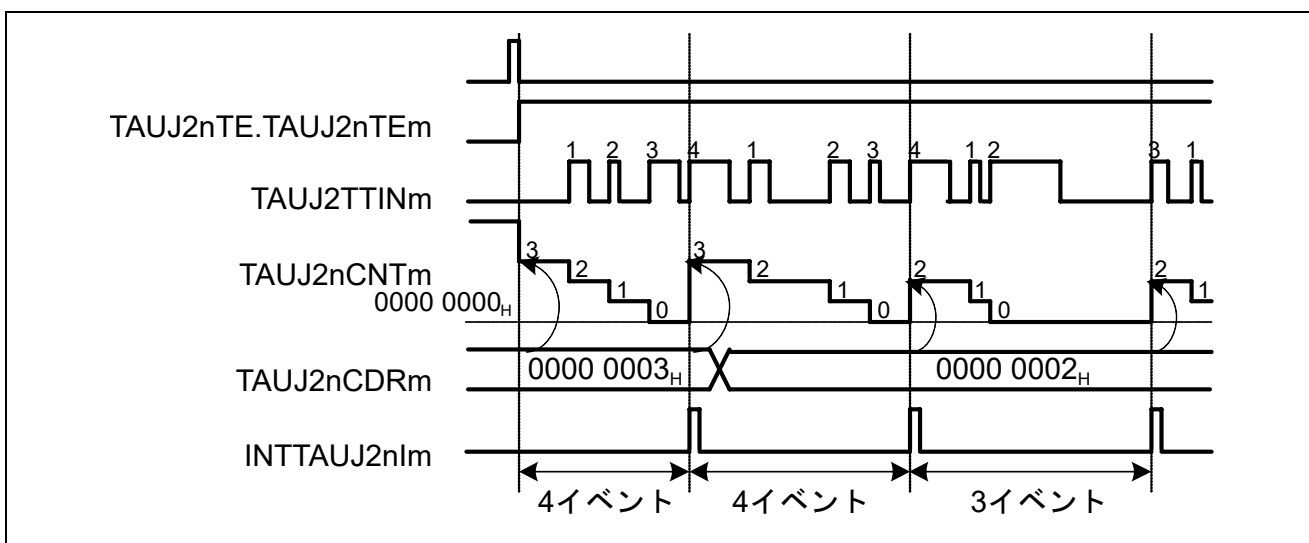 TAUJ2nTE.TAUJ2nTEm
1 2 3 4 1 2 3 4 1 2 3 1
TAUJ2TTINm
3 2 1 0 3 2 1 0 2 1 0 2 1
TAUJ2nCNTm
0000 0000H
TAUJ2nCDRm
0000 0003H 0000 0002H
INTTAUJ2nIm
4イベント 4イベント 3イベント